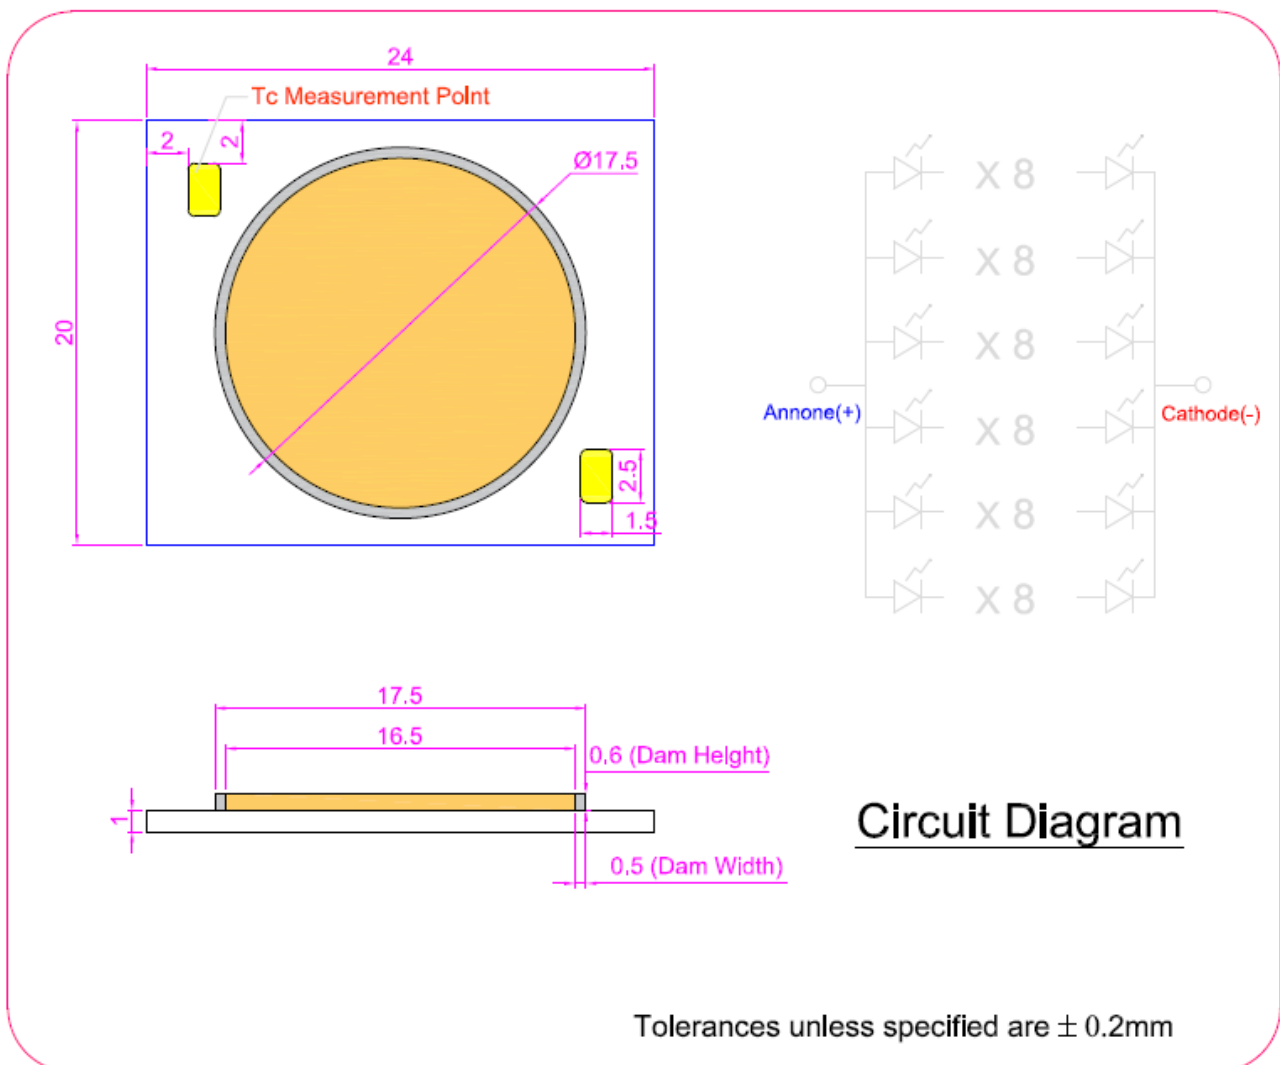 24
Tc Measurement PoInt
2
2
Ø17,5
20
2.5
1.5
X 8
X 8
X 8
X 8
X 8
X 8
Annone(+)
Cathode(-)
17.5
16.5
0,6 (Dam Height)
1
0,5 (Dam Width)
Circuit Diagram
Tolerances unless specified are ± 0.2mm